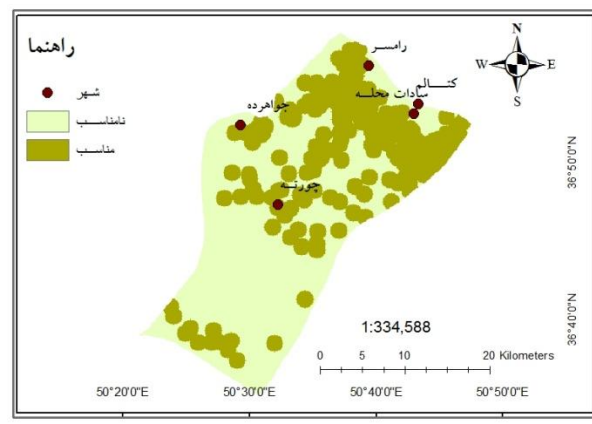 راهنما
شهر
نامناسب
مناسب
رامسر
کتالم
سادات محله
جواهرده
چورته
N
W E
S
36°50'0"N
36°40'0"N
1:334,588
0 5 10 20 Kilometers
50°20'0"E 50°30'0"E 50°40'0"E 50°50'0"E